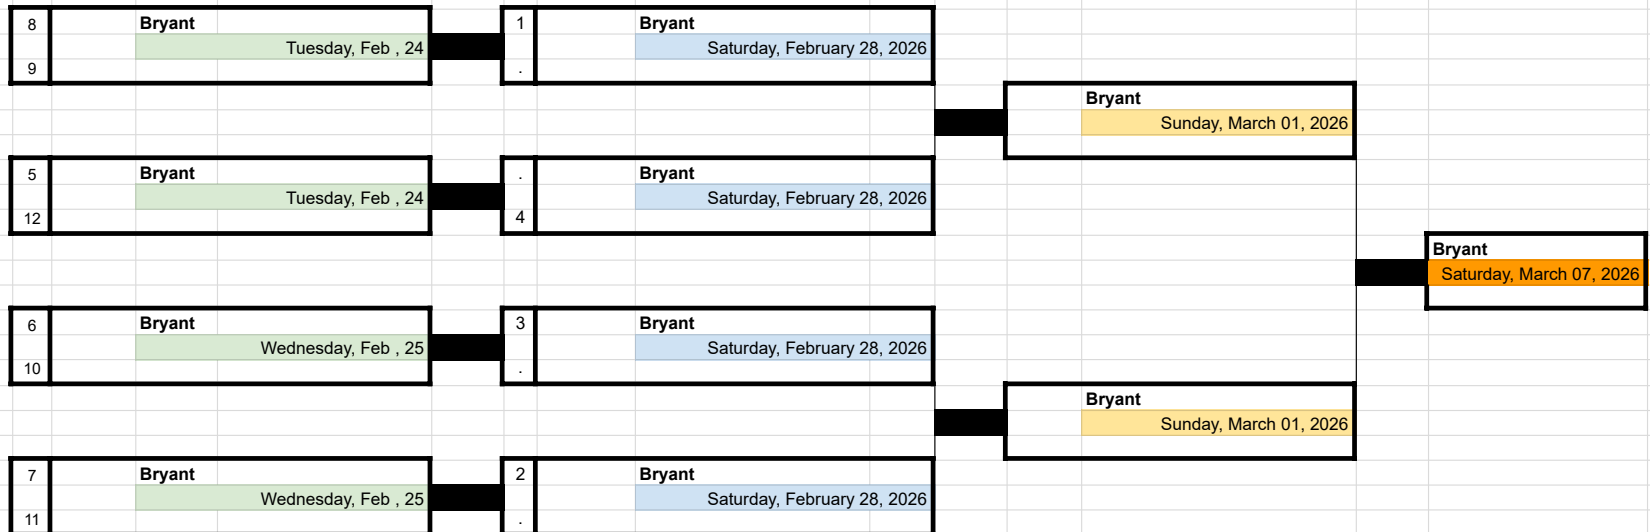 8 Bryant 1 Bryant
Tuesday, Feb , 24 Saturday, February 28, 2026
9 .
Bryant
Sunday, March 01, 2026
5 Bryant . Bryant
Tuesday, Feb , 24 Saturday, February 28, 2026
12 4
Bryant
Saturday, March 07, 2026
6 Bryant 3 Bryant
Wednesday, Feb , 25 Saturday, February 28, 2026
10 .
Bryant
Sunday, March 01, 2026
7 Bryant 2 Bryant
Wednesday, Feb , 25 Saturday, February 28, 2026
11 .